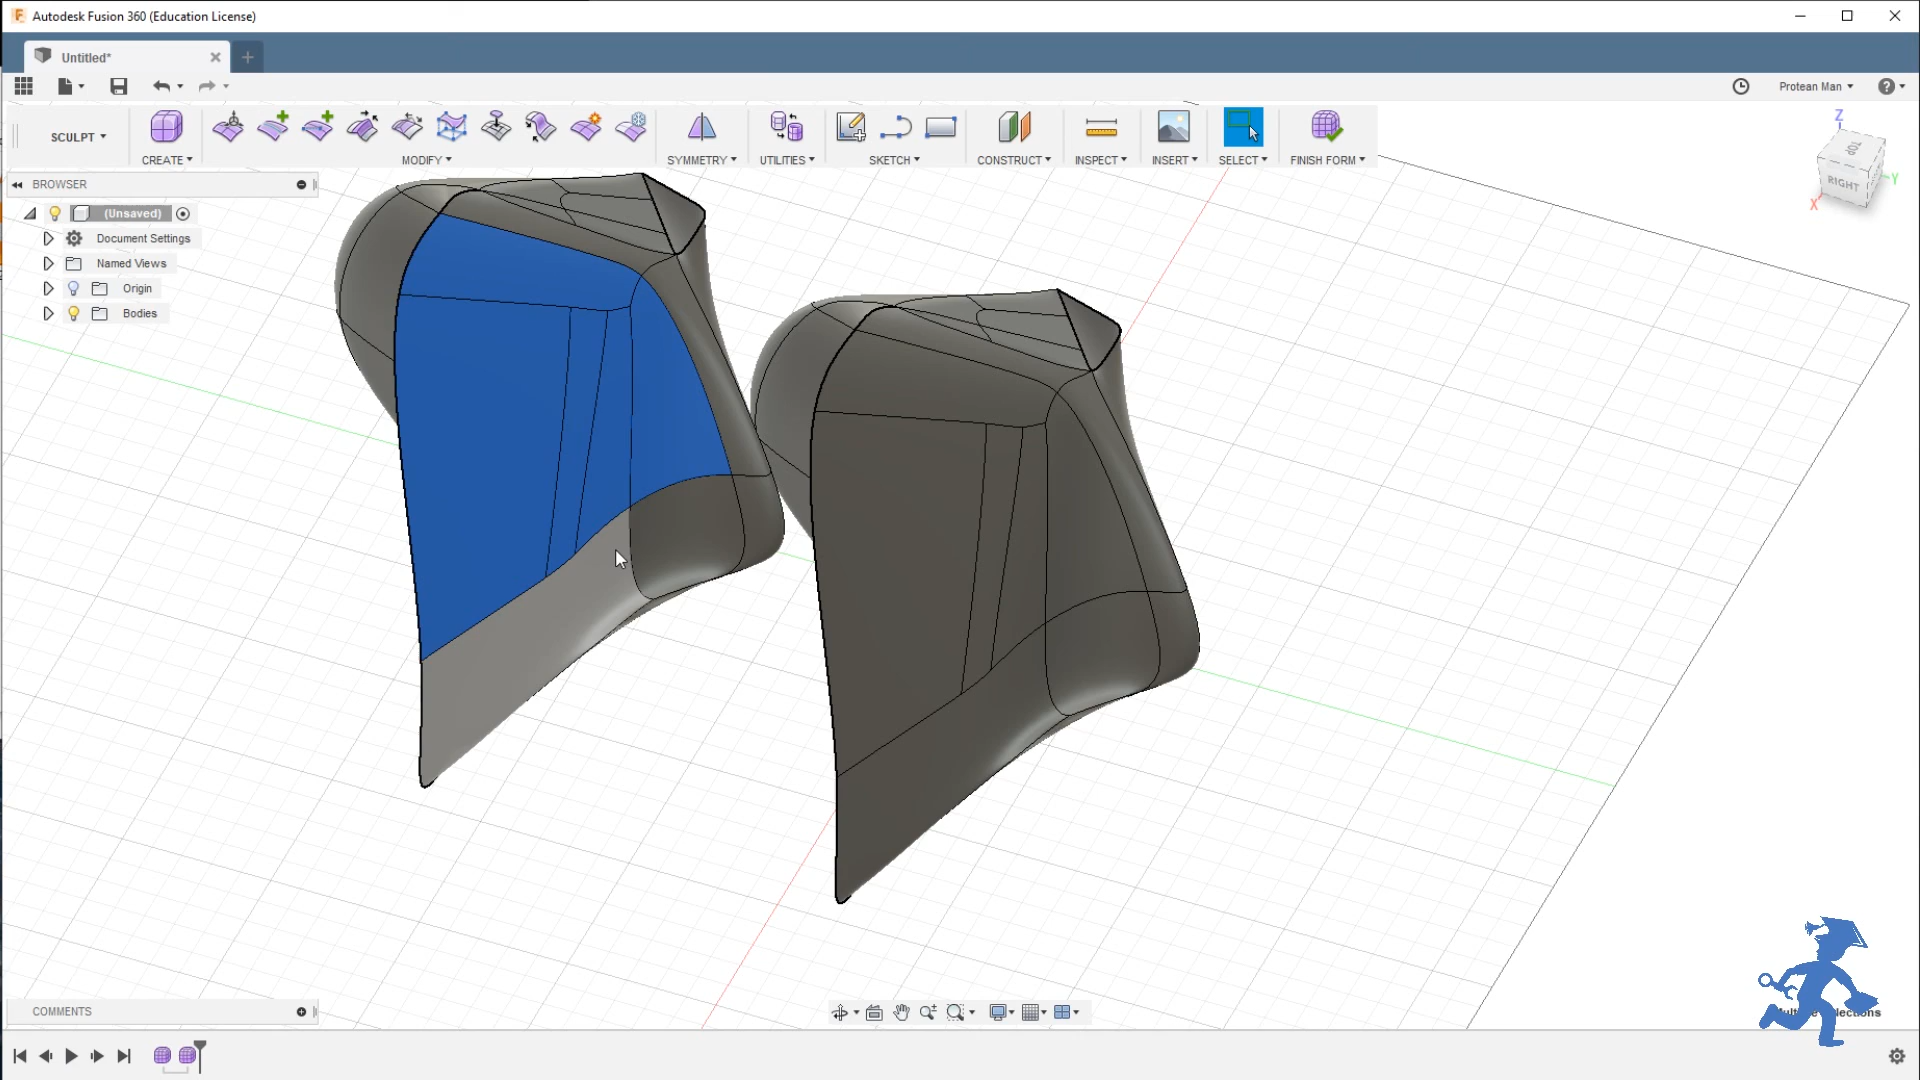 Autodesk Fusion 360 (Education License)
Untitled*
Protean Man
SCULPT
CREATE
MODIFY
SYMMETRY
UTILITIES
SKETCH
CONSTRUCT
INSPECT
INSERT
SELECT
FINISH FORM
BROWSER
(Unsaved)
Document Settings
Named Views
Origin
Bodies
Z
TOP
RIGHT
Y
X
COMMENTS